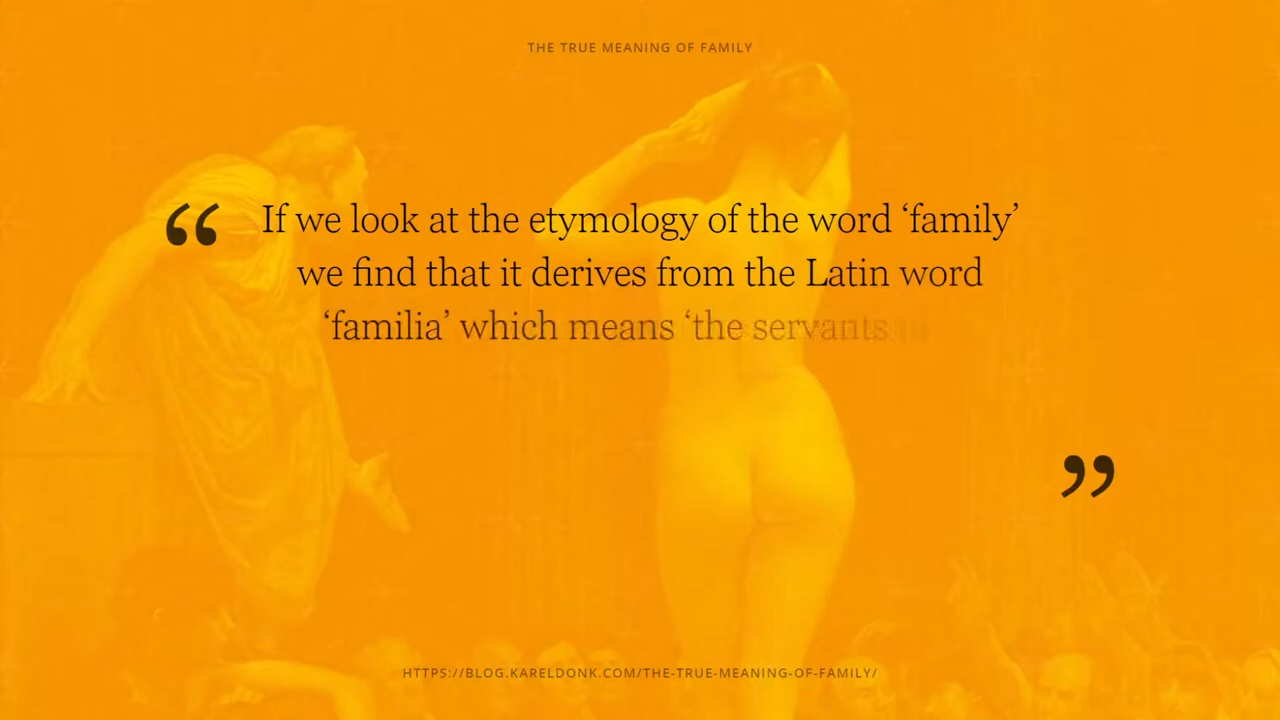 THE TRUE MEANING OF FAMILY
“ If we look at the etymology of the word ‘family’
we find that it derives from the Latin word
‘familia’ which means ‘the servants
”
HTTPS://BLOG.KARELDONK.COM/THE-TRUE-MEANING-OF-FAMILY/